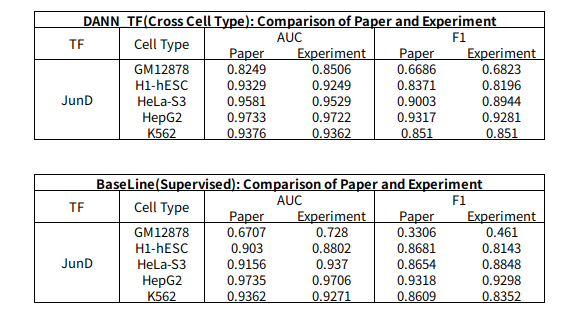 DANN_TF(Cross Cell Type): Comparison of Paper and Experiment
TF Cell Type AUC F1
Paper Experiment Paper Experiment
JunD GM12878 0.8249 0.8506 0.6686 0.6823
H1-hESC 0.9329 0.9249 0.8371 0.8196
HeLa-S3 0.9581 0.9529 0.9003 0.8944
HepG2 0.9733 0.9722 0.9317 0.9281
K562 0.9376 0.9362 0.851 0.851
BaseLine(Supervised): Comparison of Paper and Experiment
TF Cell Type AUC F1
Paper Experiment Paper Experiment
JunD GM12878 0.6707 0.728 0.3306 0.461
H1-hESC 0.903 0.8802 0.8681 0.8143
HeLa-S3 0.9156 0.937 0.8654 0.8848
HepG2 0.9735 0.9706 0.9318 0.9298
K562 0.9362 0.9271 0.8609 0.8352